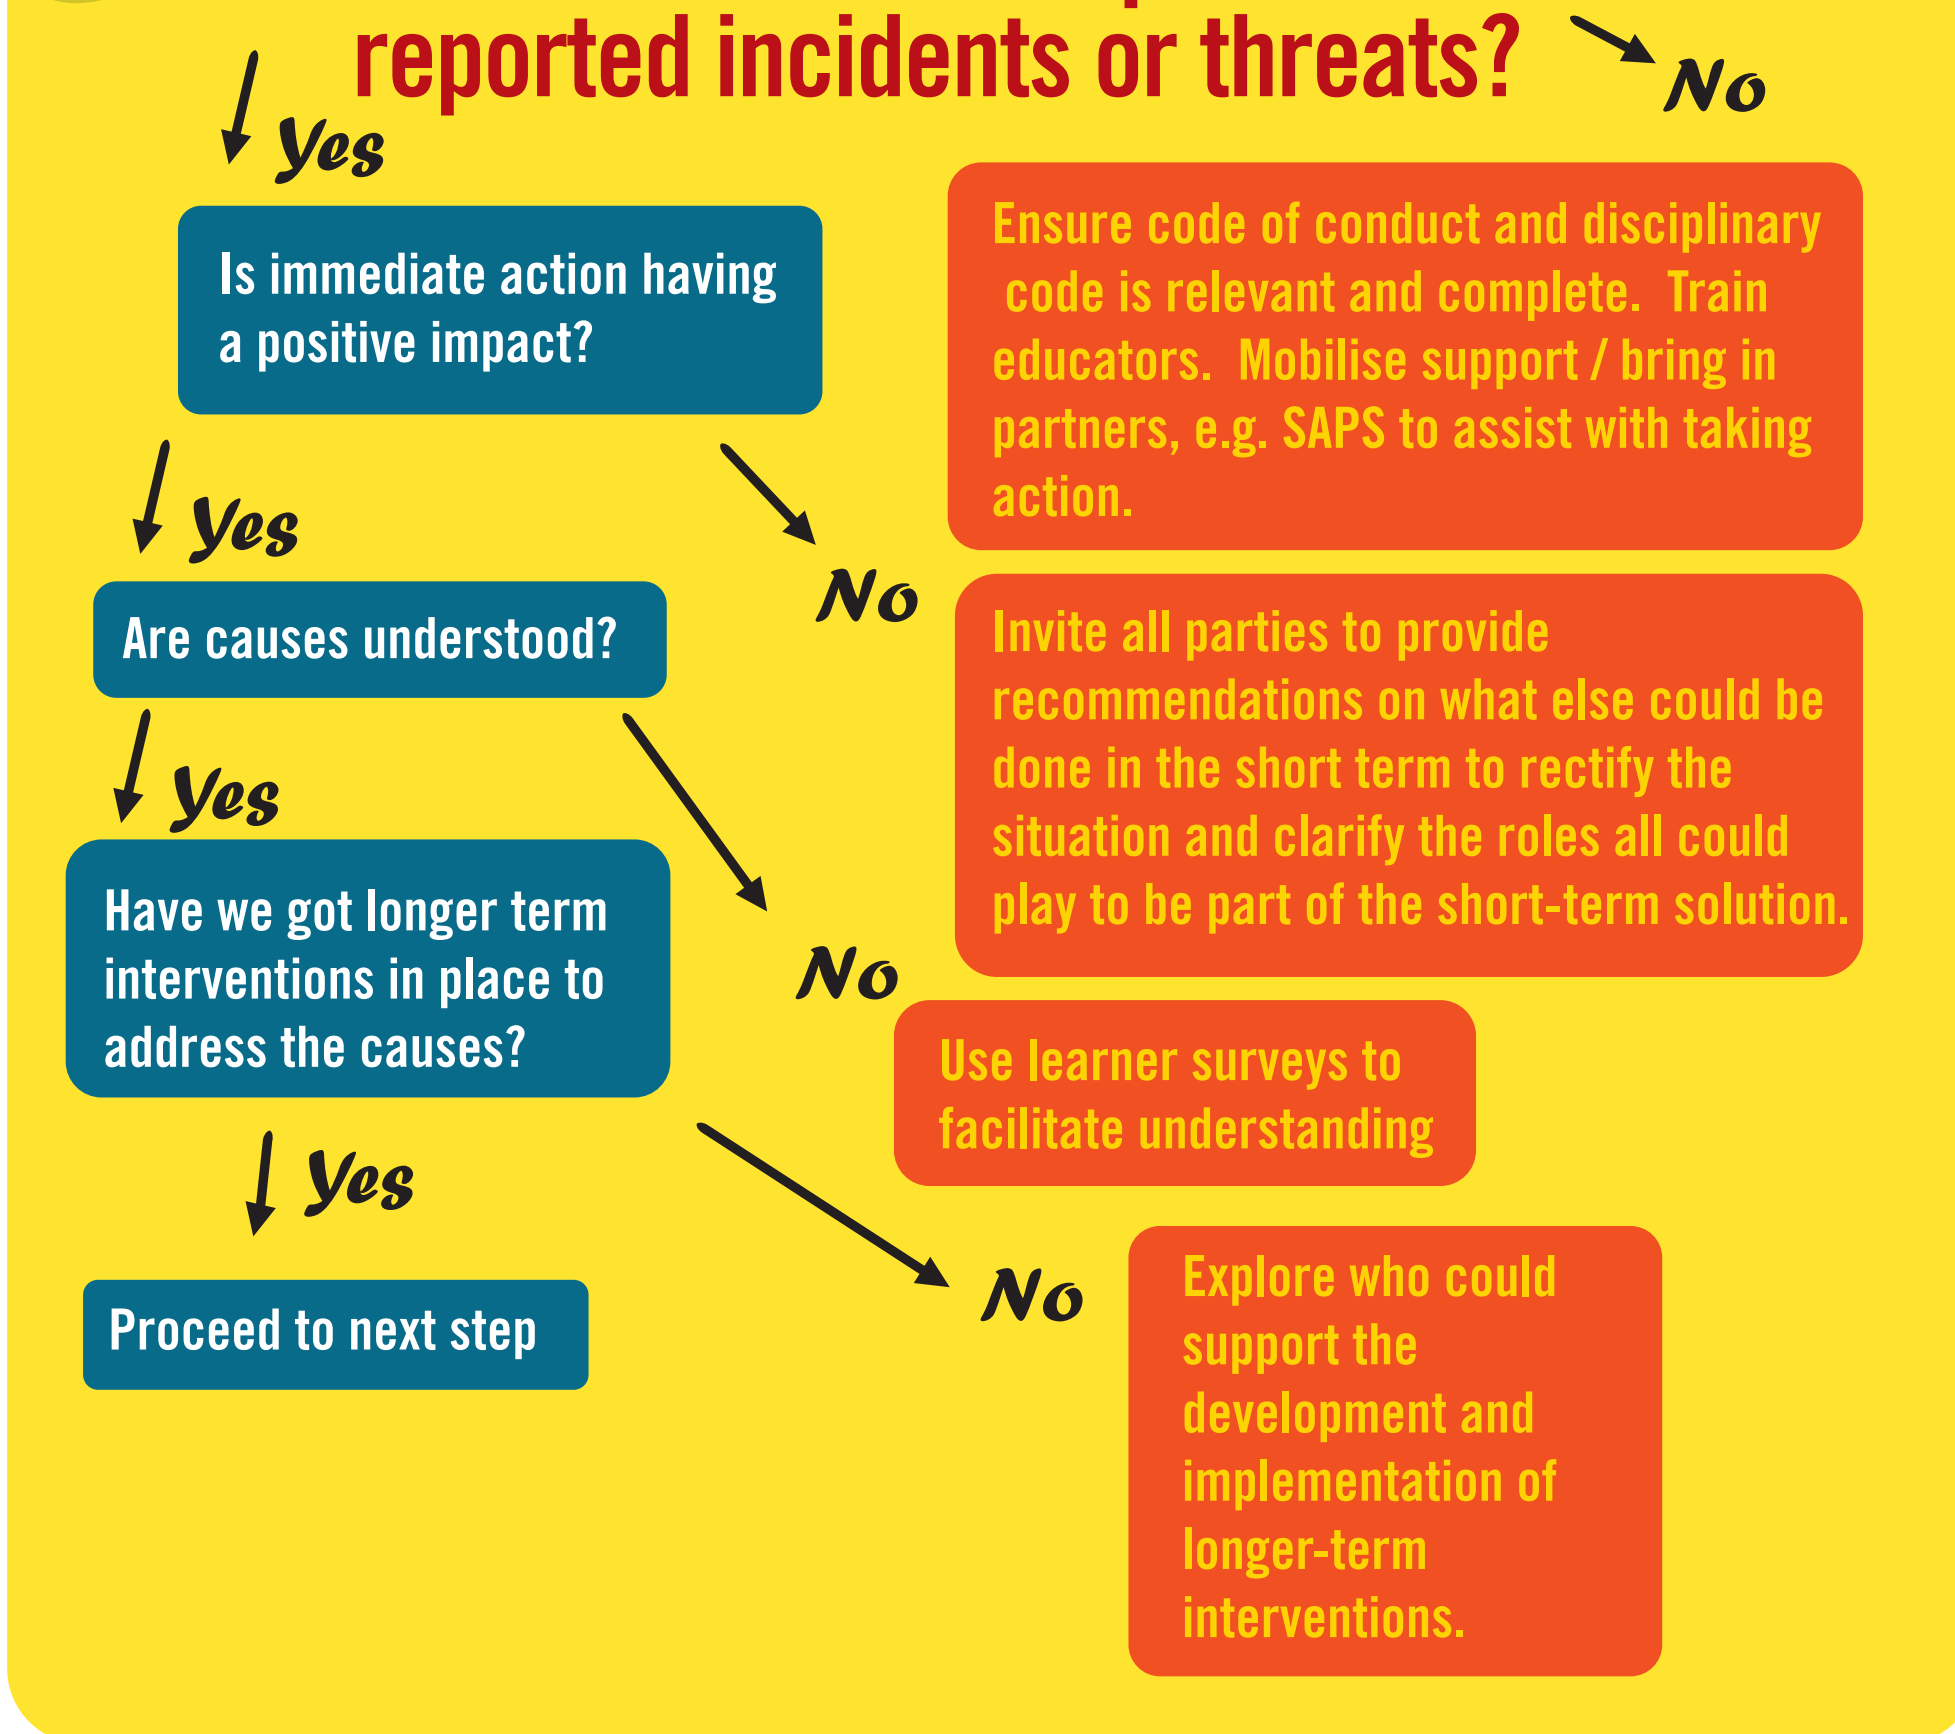 reported incidents or threats?
No
Yes
Is immediate action having
a positive impact?
Ensure code of conduct and disciplinary
code is relevant and complete.  Train
educators.  Mobilise support / bring in
partners, e.g. SAPS to assist with taking
action.
Yes
No
Are causes understood?
Invite all parties to provide
recommendations on what else could be
done in the short term to rectify the
situation and clarify the roles all could
play to be part of the short-term solution.
Yes
No
Have we got longer term
interventions in place to
address the causes?
Use learner surveys to
facilitate understanding
Yes
No
Proceed to next step
Explore who could
support the
development and
implementation of
longer-term
interventions.